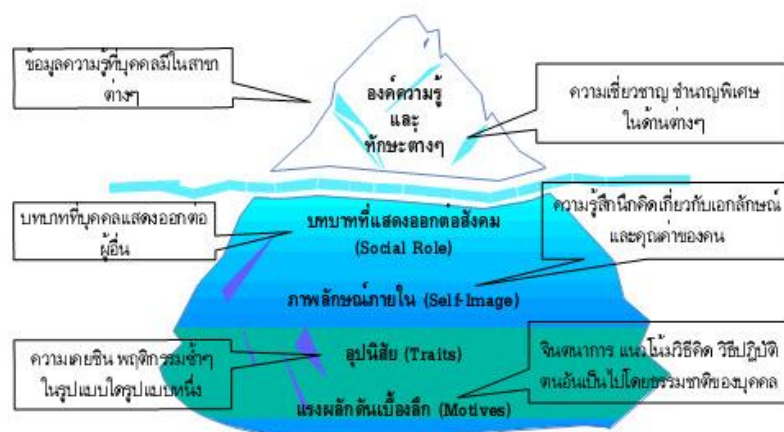 ข้อมูลความรู้ที่บุคคลมีในสาขา
ต่างๆ
องค์ความรู้
และ
ทักษะต่างๆ
ความเชี่ยวชาญ ชำนาญพิเศษ
ในด้านต่างๆ
บทบาทที่บุคคลแสดงออกต่อ
ผู้อื่น
บทบาทที่แสดงออกต่อสังคม
(Social Role)
ความรู้สึกนึกคิดเกี่ยวกับเอกลักษณ์
และคุณค่าของคน
ภาพลักษณ์ภายใน (Self-Image)
ความเคยชิน พฤติกรรมซ้ำๆ
ในรูปแบบใดรูปแบบหนึ่ง
อุปนิสัย (Traits)
จินตนาการ แนวโน้มวิธีคิด วิธีปฏิบัติ
ตนอันเป็นไปโดยธรรมชาติของบุคคล
แรงผลักดันเบื้องลึก (Motives)